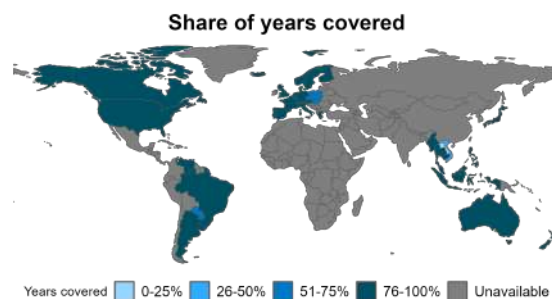 Share of years covered
Years covered 0-25% 26-50% 51-75% 76-100% Unavailable